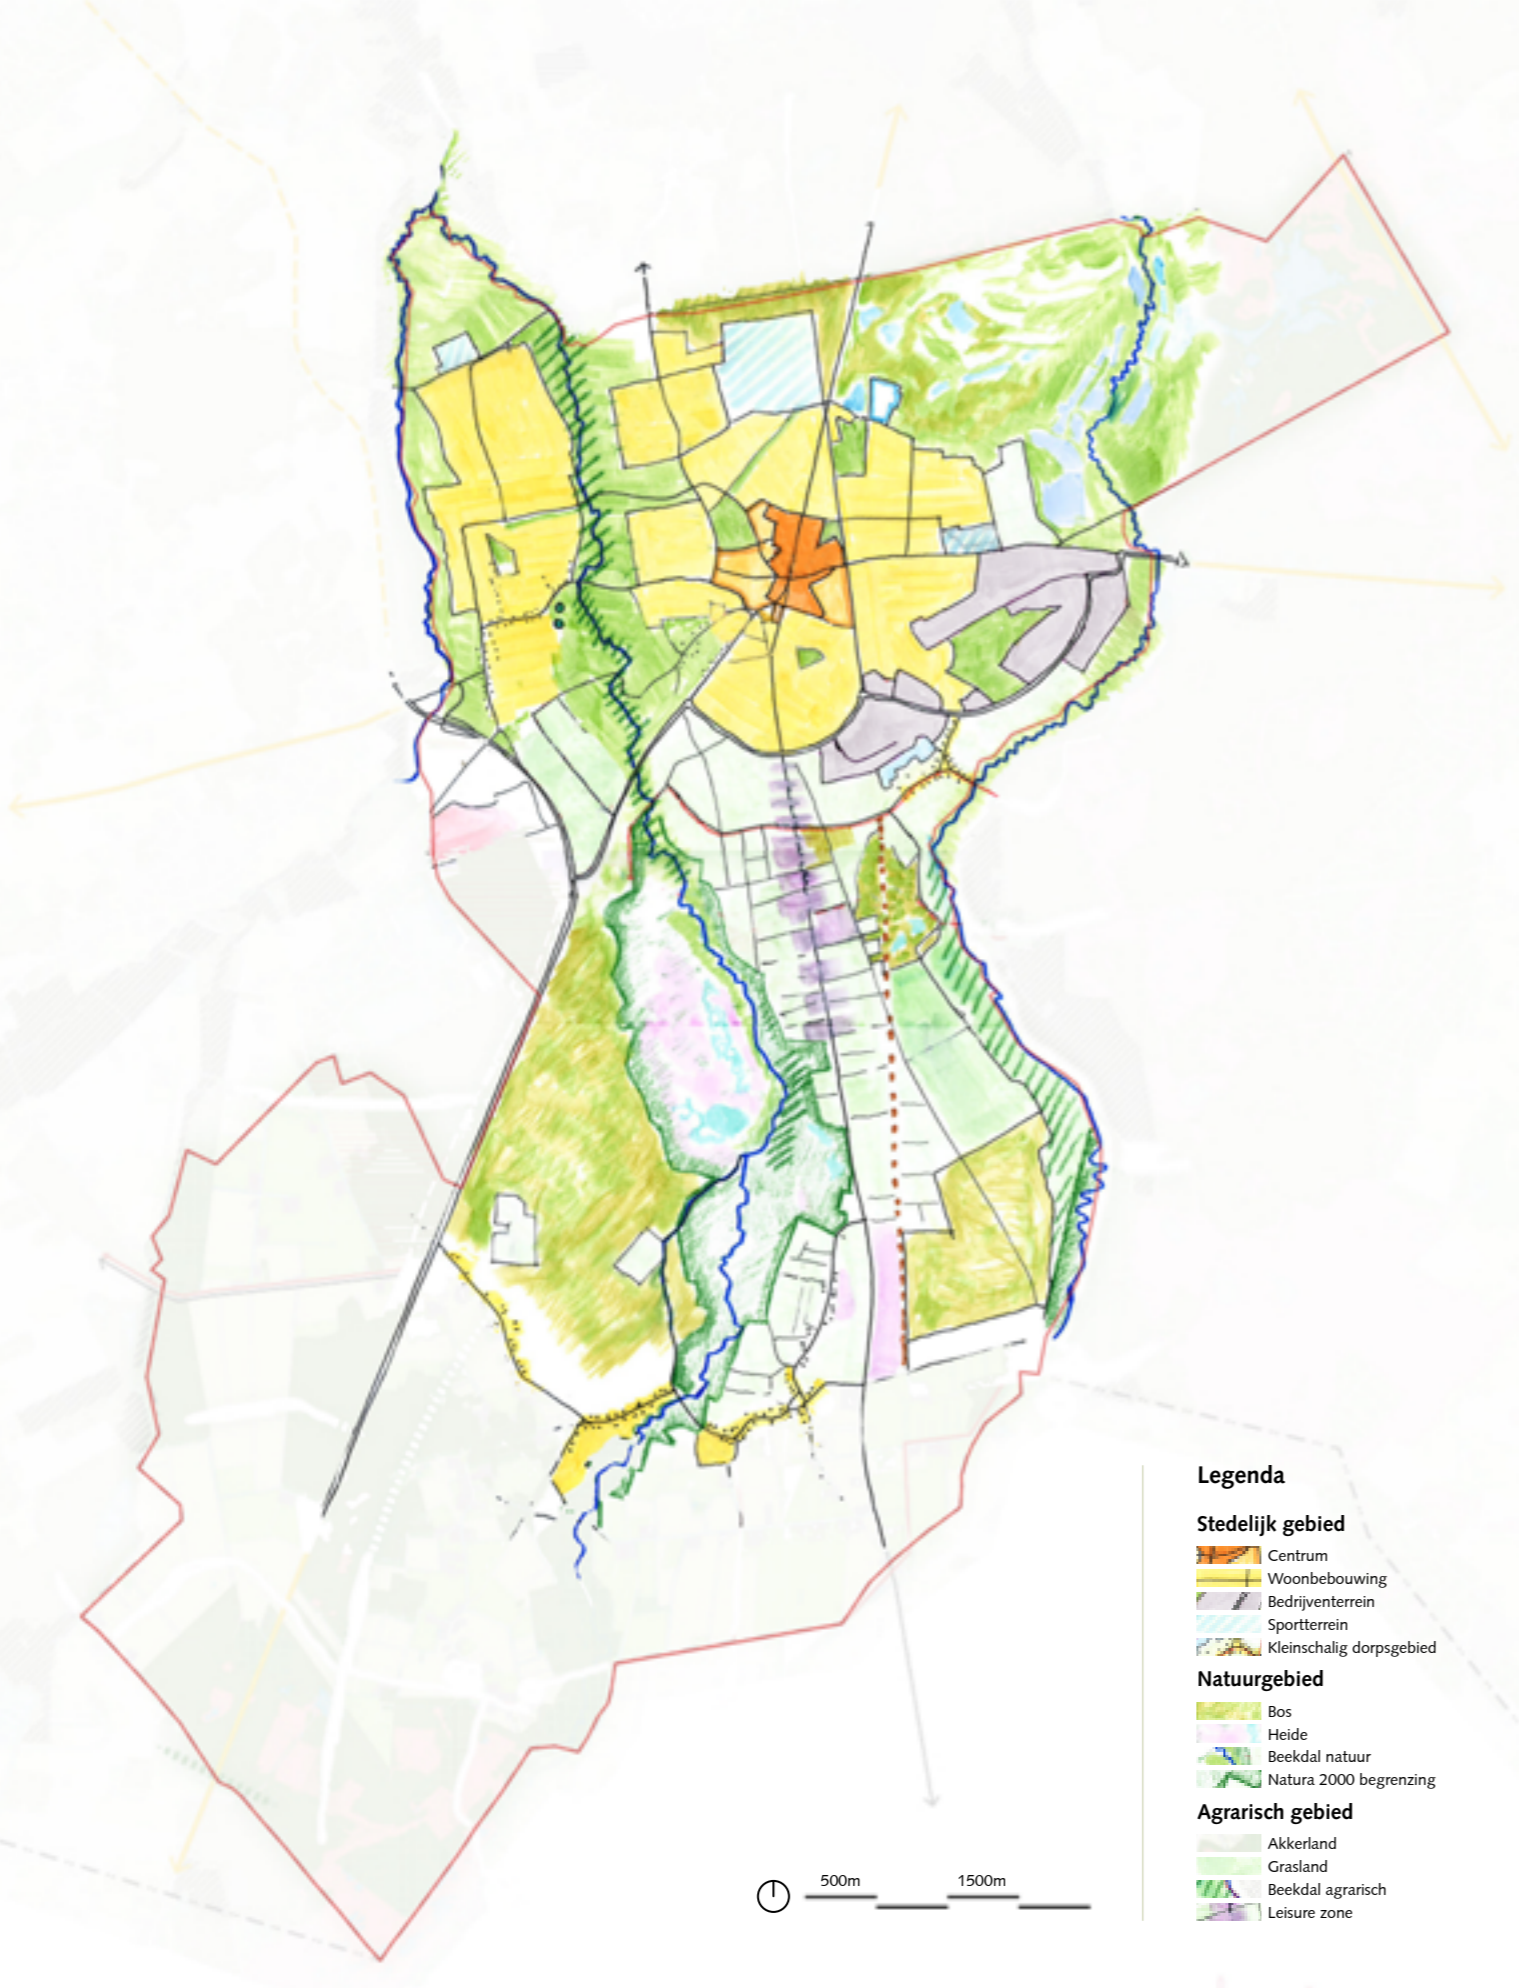 Legenda
Stedelijk gebied
Centrum
Woonbebouwing
Bedrijventerrein
Sportterrein
Kleinschalig dorpsgebied
Natuurgebied
Bos
Heide
Beekdal natuur
Natura 2000 begrenzing
Agrarisch gebied
Akkerland
Grasland
Beekdal agrarisch
Leisure zone
500m 1500m